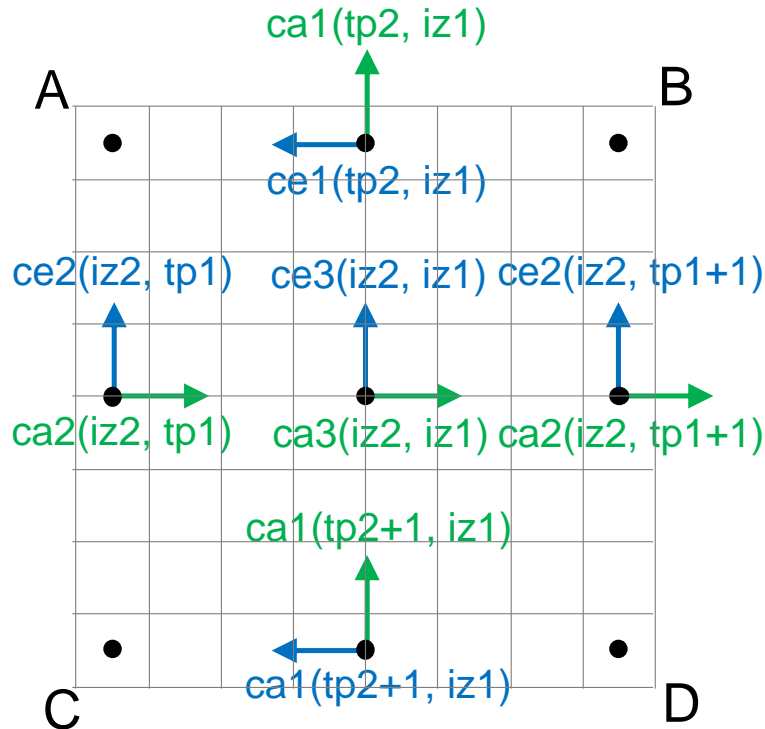 ca1(tp2, iz1)
A
B
ce1(tp2, iz1)
ce2(iz2, tp1)
ce3(iz2, iz1)
ce2(iz2, tp1+1)
ca2(iz2, tp1)
ca3(iz2, iz1)
ca2(iz2, tp1+1)
ca1(tp2+1, iz1)
ca1(tp2+1, iz1)
C
D